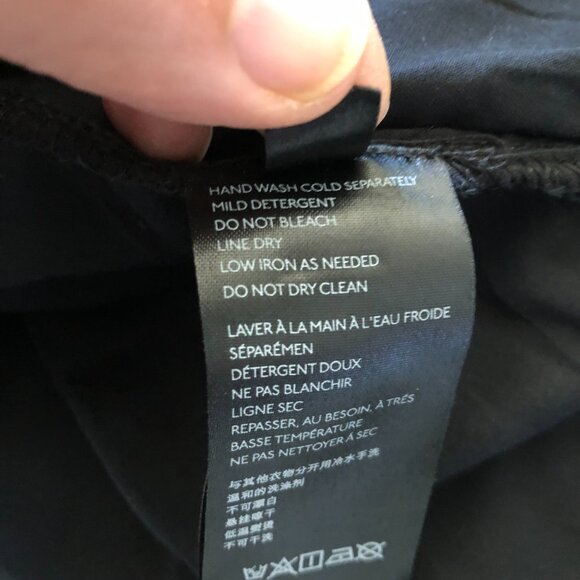 HAND WASH COLD SEPARATELY
MILD DETERGENT
DO NOT BLEACH
LINE DRY
LOW IRON AS NEEDED
DO NOT DRY CLEAN
LAVER À LA MAIN À L'EAU FROIDE
SÉPARÉMEN
DÉTERGENT DOUX
NE PAS BLANCHIR
LIGNE SEC
REPASSER, AU BESOIN, À TRÉS
BASSE TEMPÉRATURE
NE PAS NETTOYER À SEC
与其他衣物分开用冷水手洗
温和的洗涤剂
不可漂白
悬挂晾干
低温熨烫
不可干洗